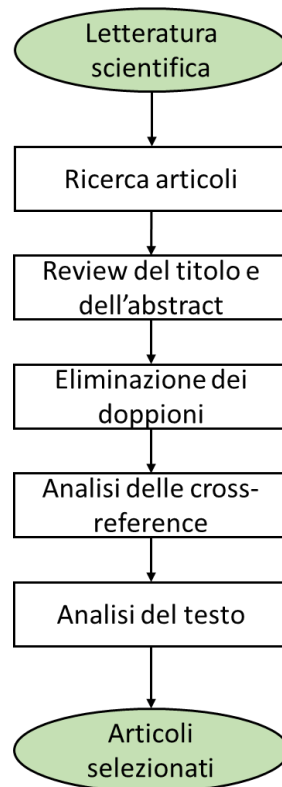 Letteratura
scientifica
Ricerca articoli
Review del titolo e
dell'abstract
Eliminazione dei
doppioni
Analisi delle cross-
reference
Analisi del testo
Articoli
selezionati